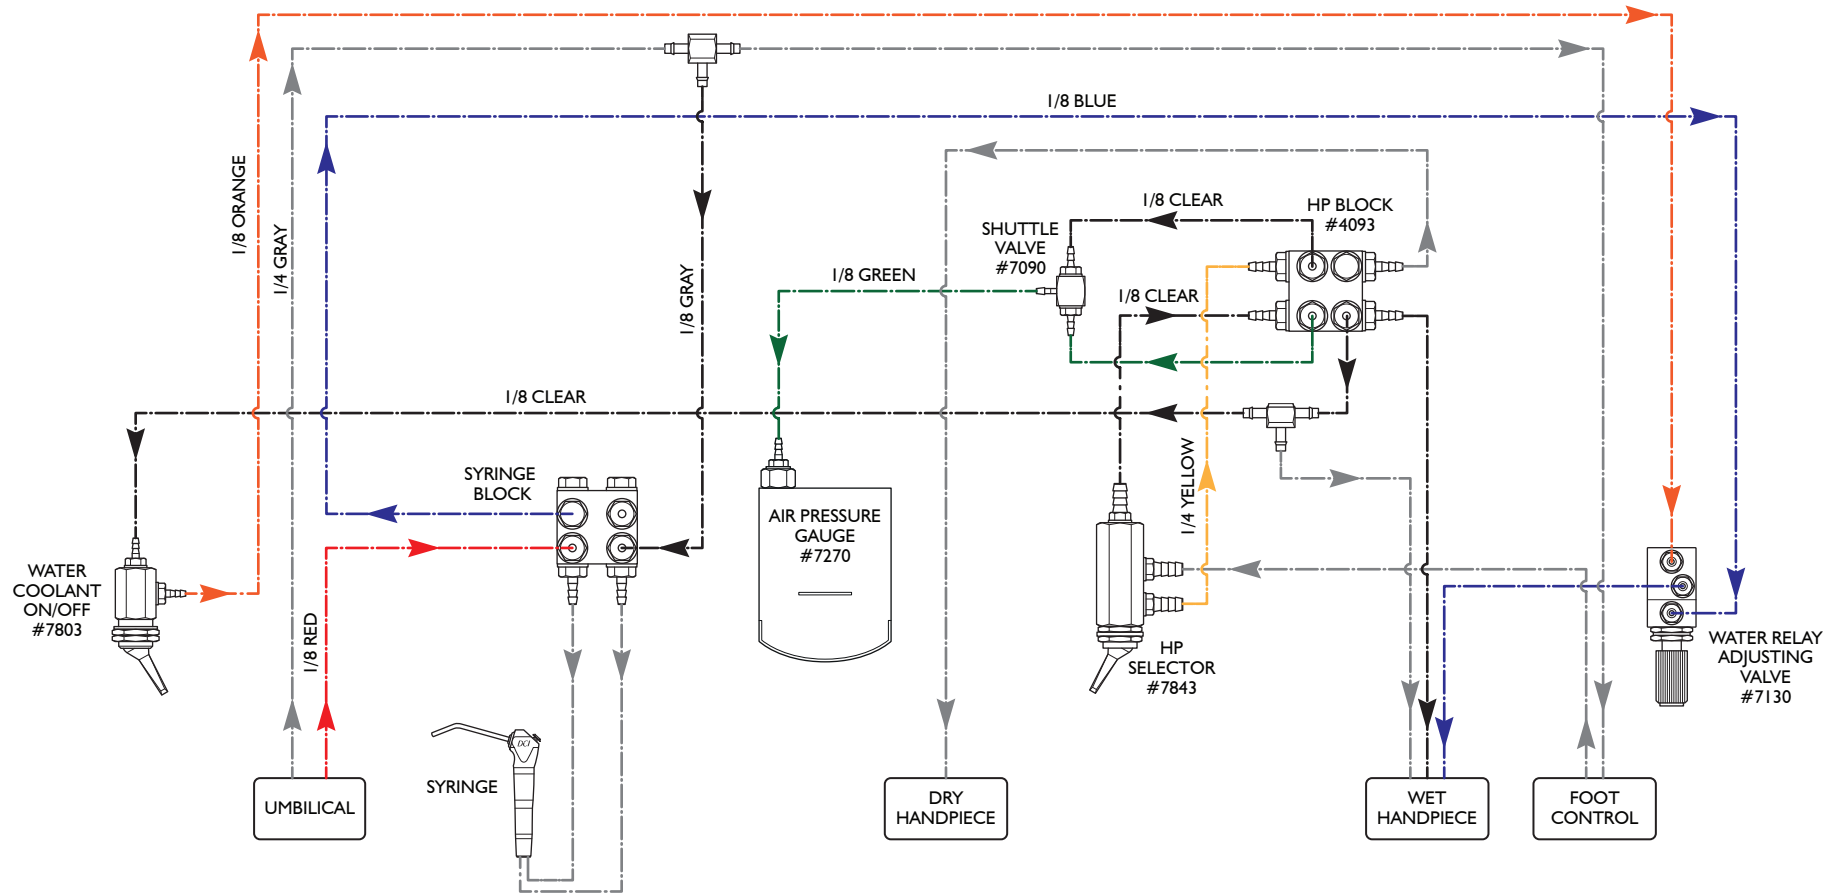 1/8 BLUE
1/8 ORANGE
1/4 GRAY
1/8 GRAY
1/8 CLEAR
HP BLOCK
#4093
SHUTTLE
VALVE
#7090
1/8 GREEN
1/8 CLEAR
1/8 CLEAR
1/4 YELLOW
SYRINGE
BLOCK
AIR PRESSURE
GAUGE
#7270
WATER
COOLANT
ON/OFF
#7803
1/8 RED
HP
SELECTOR
#7843
WATER RELAY
ADJUSTING
VALVE
#7130
DCI
SYRINGE
UMBILICAL
DRY
HANDPIECE
WET
HANDPIECE
FOOT
CONTROL